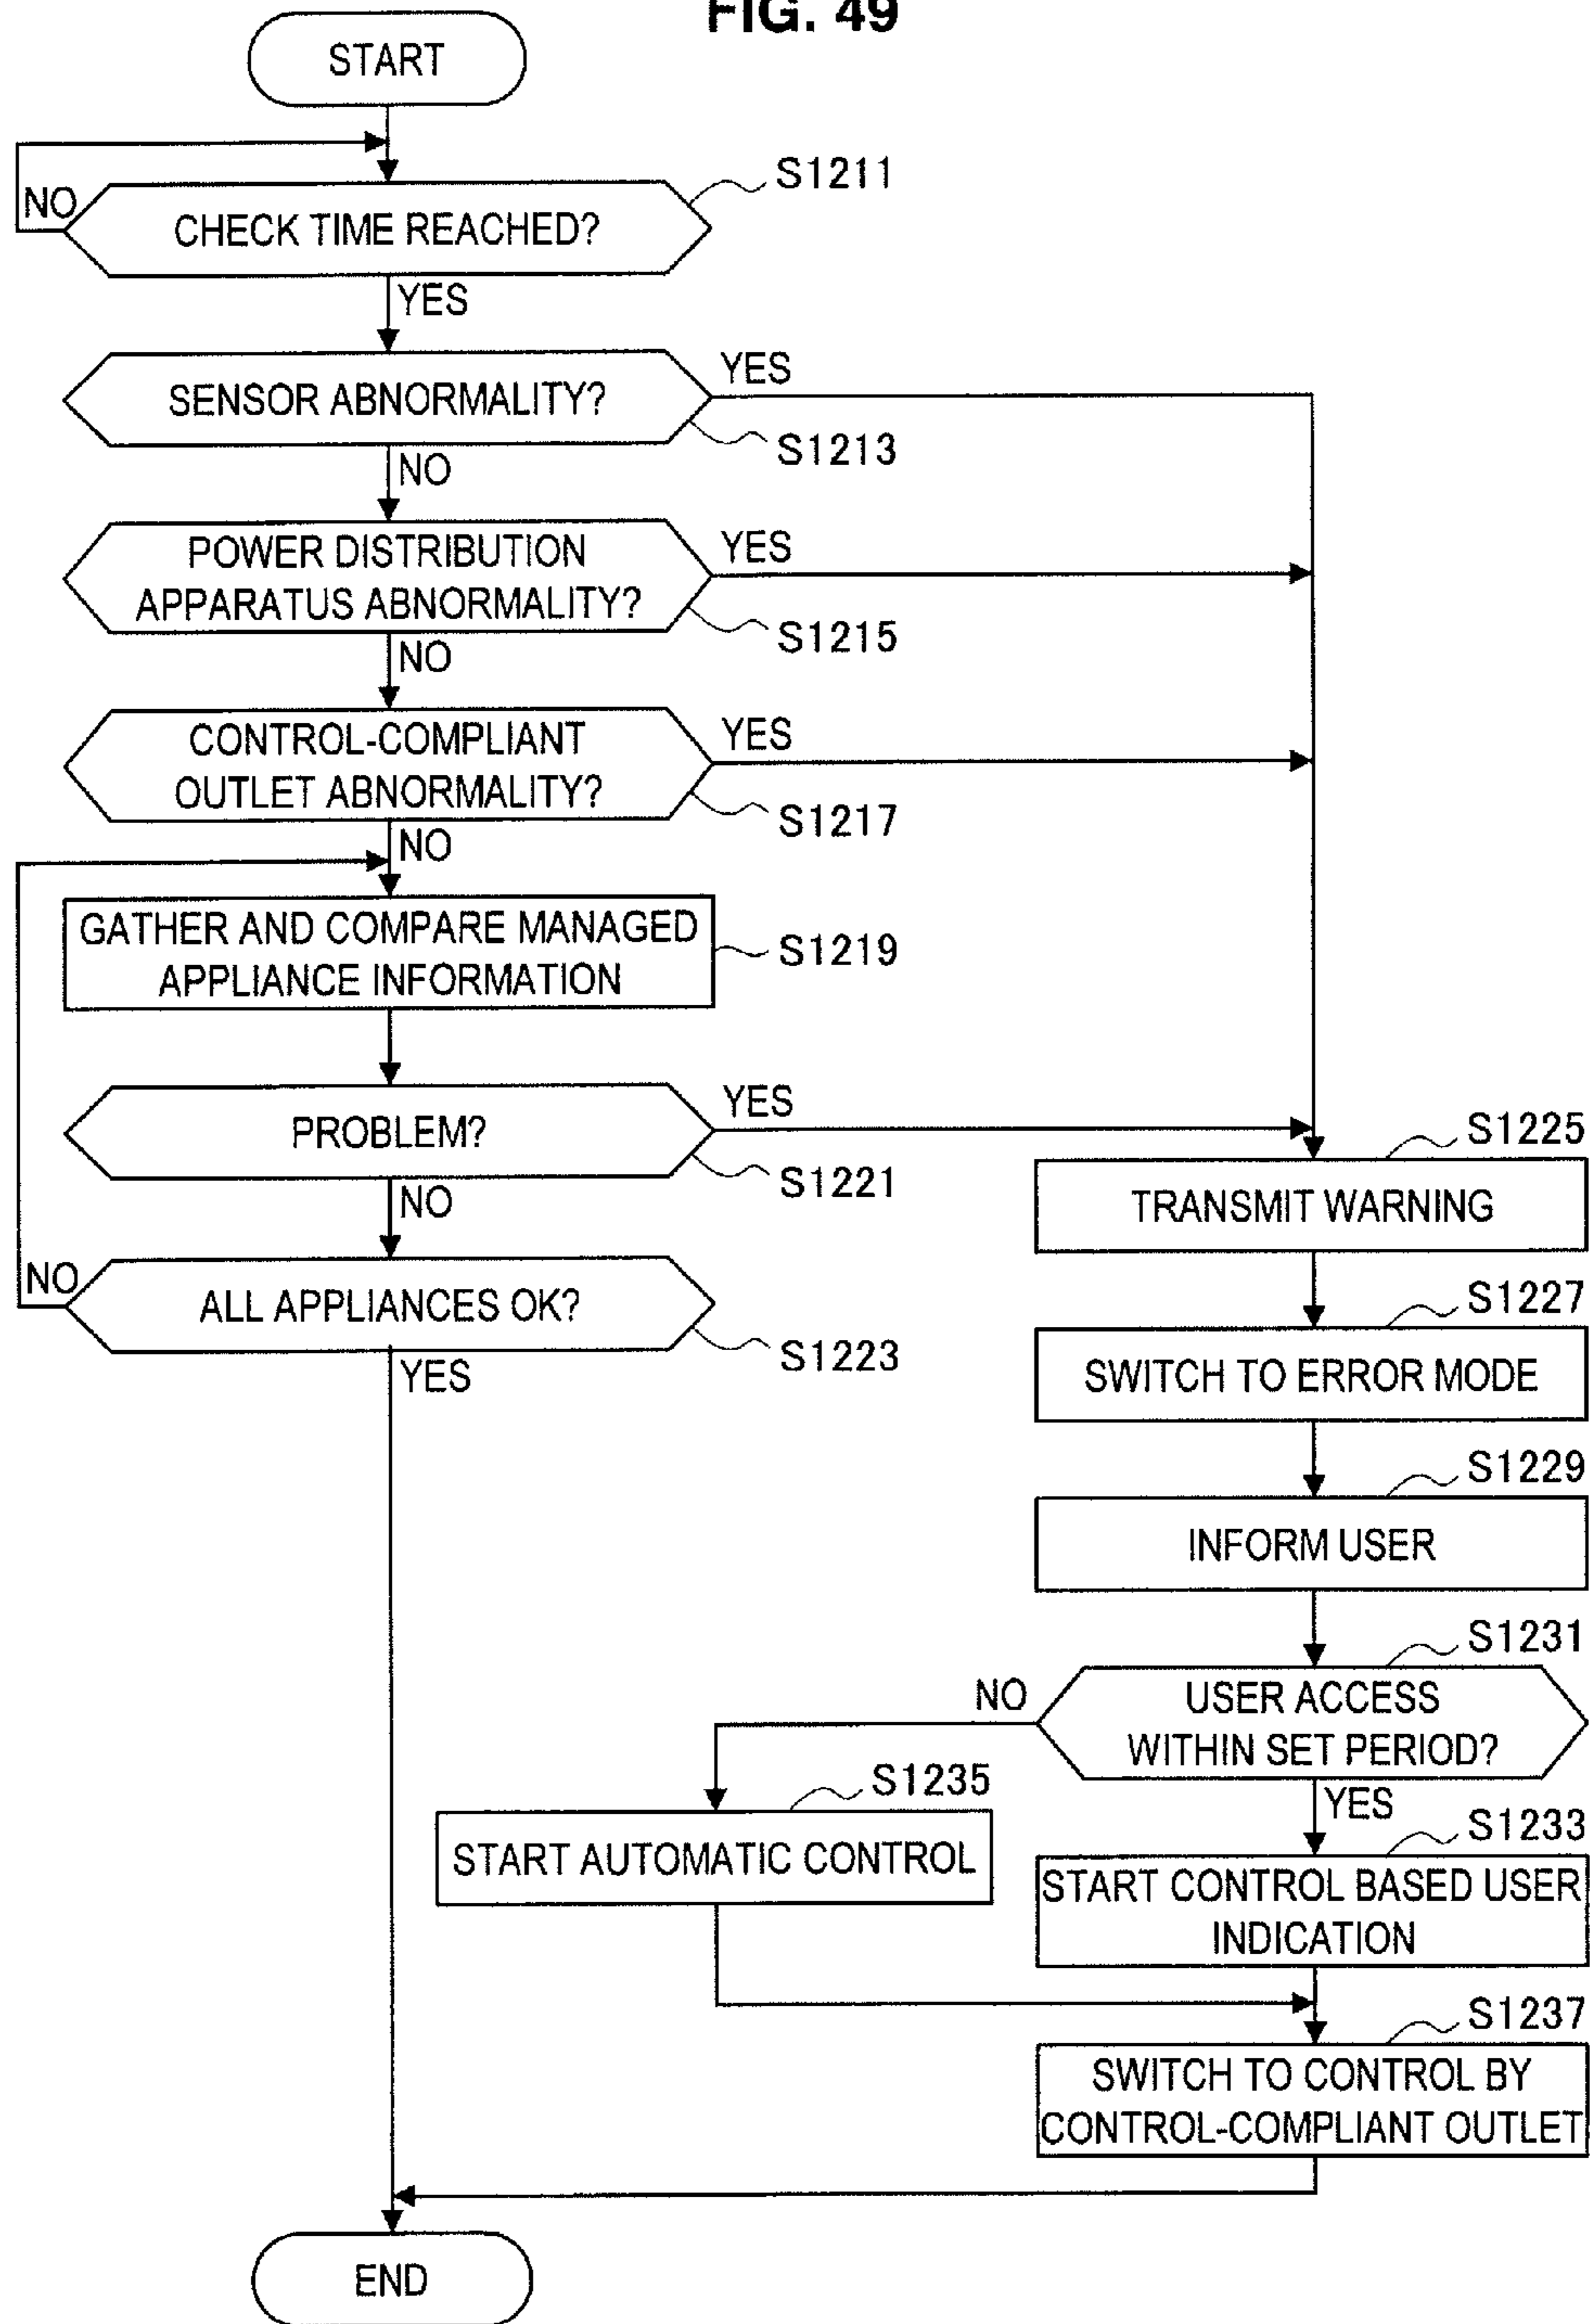 FIG. 49
START
NO
S1211
CHECK TIME REACHED?
YES
SENSOR ABNORMALITY?
YES
S1213
NO
POWER DISTRIBUTION
APPARATUS ABNORMALITY?
YES
S1215
NO
CONTROL-COMPLIANT
OUTLET ABNORMALITY?
YES
S1217
NO
GATHER AND COMPARE MANAGED
APPLIANCE INFORMATION
S1219
PROBLEM?
YES
S1221
NO
NO
ALL APPLIANCES OK?
S1223
YES
S1225
TRANSMIT WARNING
S1227
SWITCH TO ERROR MODE
S1229
INFORM USER
S1231
USER ACCESS
WITHIN SET PERIOD?
NO
YES
S1235
START AUTOMATIC CONTROL
S1233
START CONTROL BASED USER
INDICATION
S1237
SWITCH TO CONTROL BY
CONTROL-COMPLIANT OUTLET
END